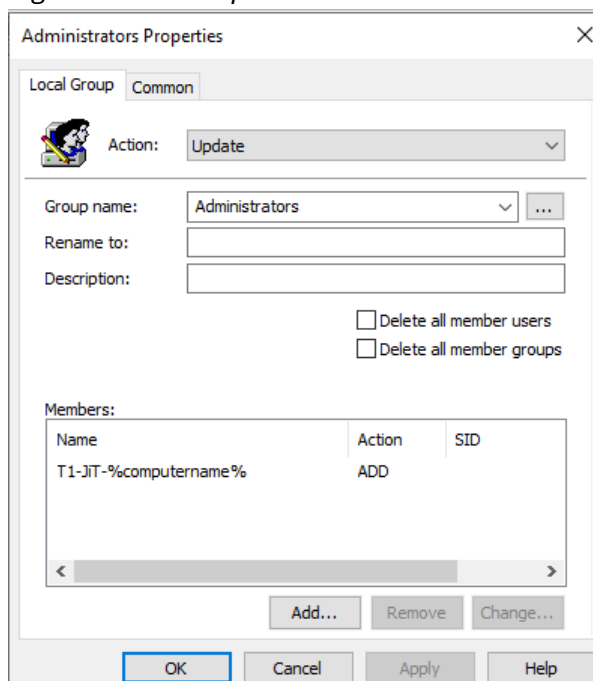 Administrators Properties
Local Group Common
Action: Update
Group name: Administrators ...
Rename to:
Description:
Delete all member users
Delete all member groups
Members:
Name Action SID
T1-JiT-%computername% ADD
Add... Remove Change...
OK Cancel Apply Help